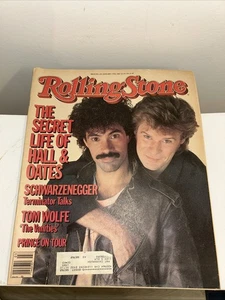 Rolling Stone
THE
SECRET
LIFE OF
HALL &
OATES
SCHWARZENEGGER
Terminator Talks
TOM WOLFE
'The Vanities'
PRINCE ON TOUR